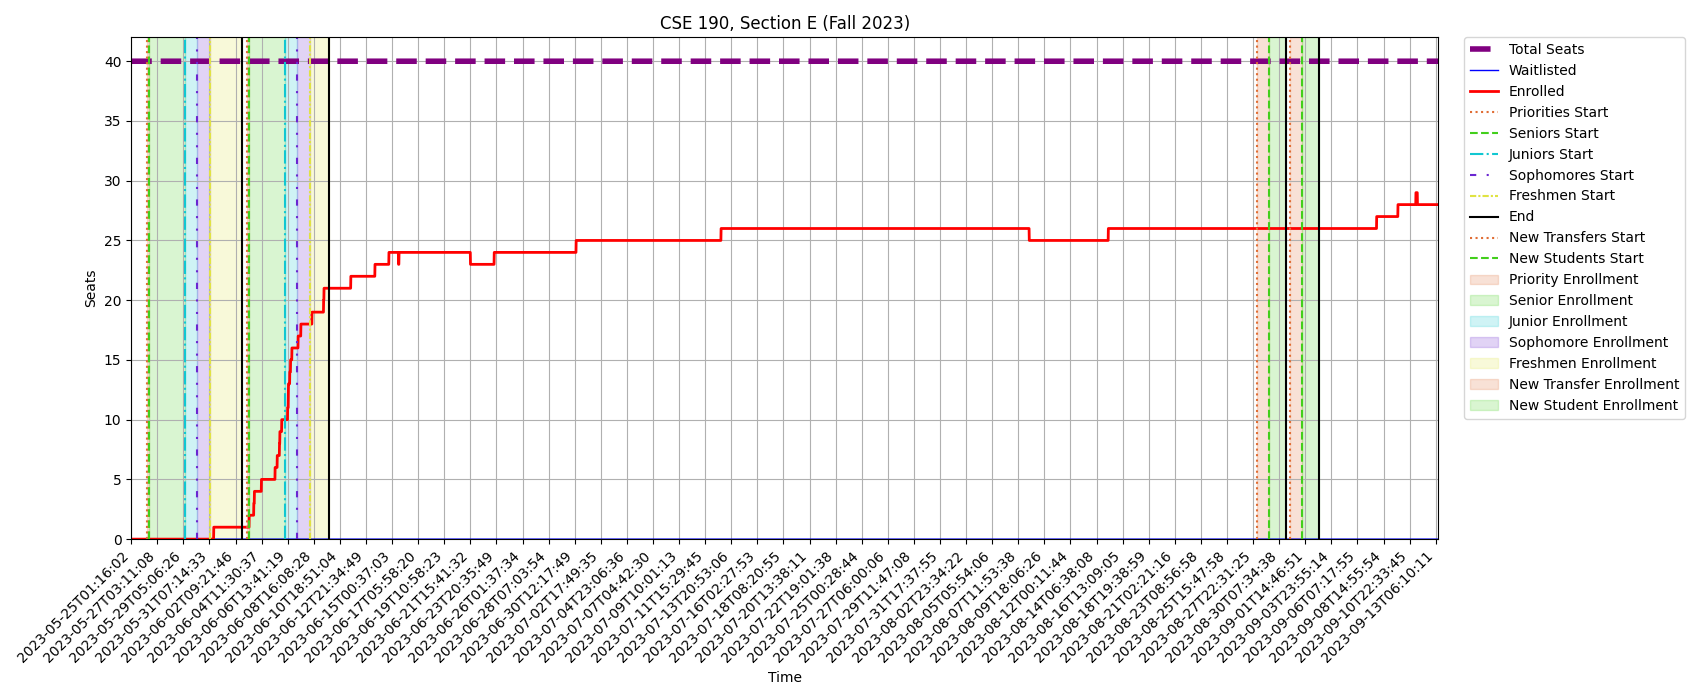 CSE 190, Section E (Fall 2023)
Seats
40
35
30
25
20
15
10
5
0
2023-05-25T01:16:02
2023-05-27T03:11:08
2023-05-29T05:06:26
2023-05-31T07:14:33
2023-06-02T09:21:46
2023-06-04T11:30:37
2023-06-06T13:41:19
2023-06-08T16:08:28
2023-06-10T18:51:04
2023-06-12T21:34:49
2023-06-15T00:37:03
2023-06-17T05:58:20
2023-06-19T10:58:23
2023-06-21T15:41:32
2023-06-23T20:35:49
2023-06-26T01:37:34
2023-06-28T07:03:54
2023-06-30T12:17:49
2023-07-02T17:49:35
2023-07-04T23:06:36
2023-07-07T04:42:30
2023-07-09T10:01:13
2023-07-11T15:29:45
2023-07-13T20:53:06
2023-07-16T02:27:53
2023-07-18T08:20:55
2023-07-20T13:38:11
2023-07-22T19:01:38
2023-07-25T00:28:44
2023-07-27T06:00:06
2023-07-29T11:47:08
2023-07-31T17:37:55
2023-08-02T23:34:22
2023-08-05T05:54:06
2023-08-07T11:53:38
2023-08-09T18:06:26
2023-08-12T00:11:44
2023-08-14T06:38:08
2023-08-16T13:09:05
2023-08-18T19:38:59
2023-08-21T02:21:16
2023-08-23T08:56:58
2023-08-25T15:47:58
2023-08-27T22:31:25
2023-08-30T07:34:38
2023-09-01T14:46:51
2023-09-03T23:55:14
2023-09-06T07:17:55
2023-09-08T14:55:54
2023-09-10T22:33:45
2023-09-13T06:10:11
Time
Total Seats
Waitlisted
Enrolled
Priorities Start
Seniors Start
Juniors Start
Sophomores Start
Freshmen Start
End
New Transfers Start
New Students Start
Priority Enrollment
Senior Enrollment
Junior Enrollment
Sophomore Enrollment
Freshmen Enrollment
New Transfer Enrollment
New Student Enrollment